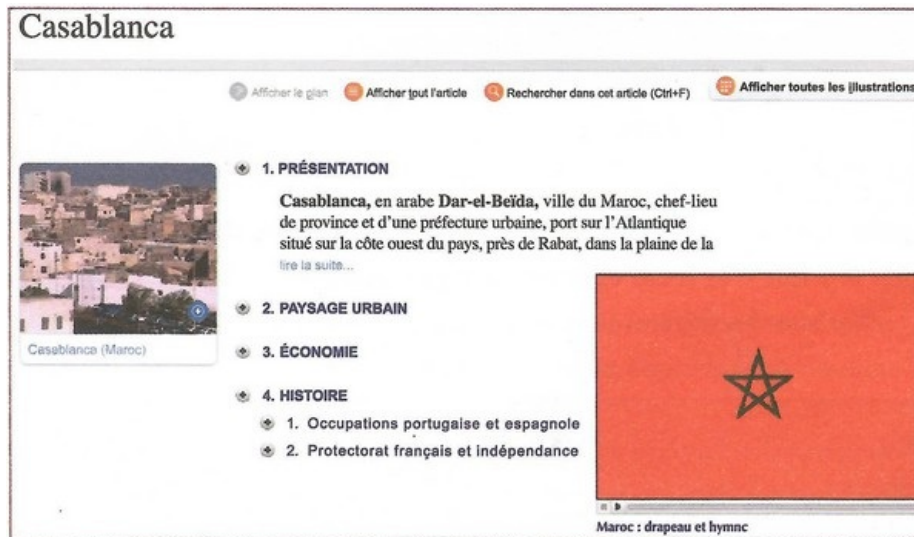 Casablanca
Afficher le plan Afficher tout l'article Rechercher dans cet article (Ctrl+F) Afficher toutes les illustrations
1. PRÉSENTATION
Casablanca, en arabe Dar-el-Beïda, ville du Maroc, chef-lieu
de province et d'une préfecture urbaine, port sur l'Atlantique
situé sur la côte ouest du pays, près de Rabat, dans la plaine de la
lire la suite...
Casablanca (Maroc)
2. PAYSAGE URBAIN
3. ÉCONOMIE
4. HISTOIRE
1. Occupations portugaise et espagnole
2. Protectorat français et indépendance
Maroc : drapeau et hymne